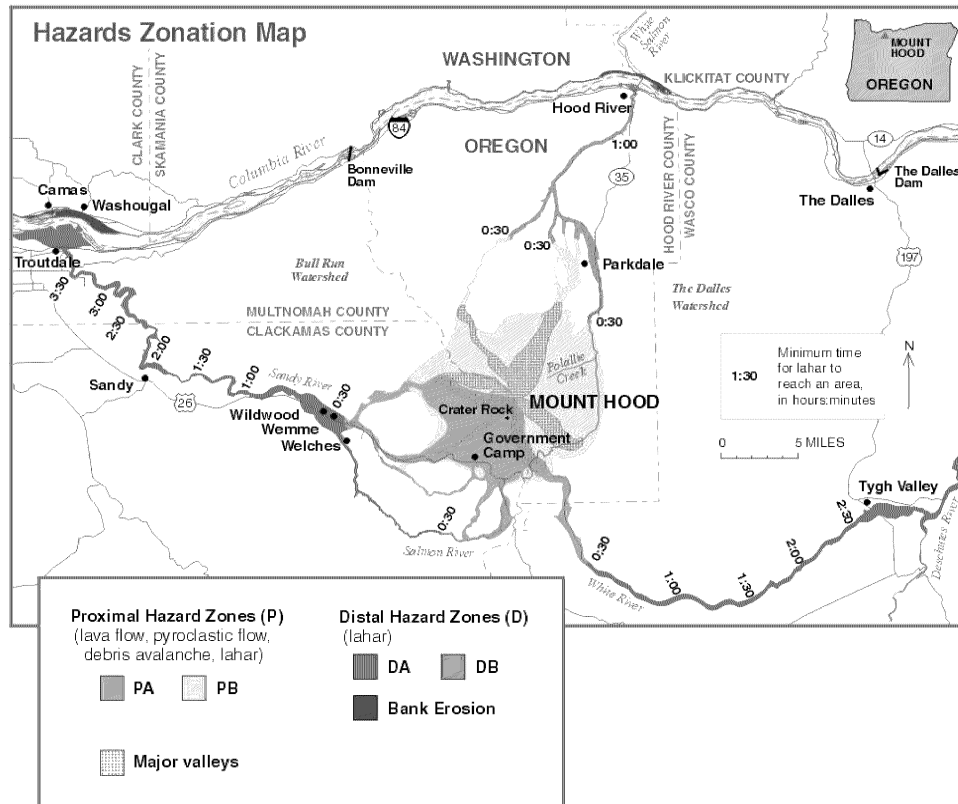 Hazards Zonation Map
CLARK COUNTY
SKAMANIA COUNTY
WASHINGTON
White
Salmon
River
KLICKITAT COUNTY
MOUNT
HOOD
OREGON
Hood River
84
OREGON
Columbia River
Bonneville
Dam
1:00
35
HOOD RIVER COUNTY
WASCO COUNTY
14
The Dalles
Dam
The Dalles
197
Camas
Washougal
Troutdale
0:30
0:30
Parkdale
0:30
Bull Run
Watershed
The Dalles
Watershed
MULTNOMAH COUNTY
CLACKAMAS COUNTY
3:30
3:00
2:30
2:00
1:30
1:00
0:30
Sandy
26
Sandy River
Wildwood
Wemme
Welches
Polallie
Creek
Crater Rock
MOUNT HOOD
Government
Camp
1:30
Minimum time
for lahar to
reach an area,
in hours:minutes
N
0 5 MILES
0:30
Salmon River
0:30
White River
1:00
1:30
2:00
2:30
Tygh Valley
Deschutes River
Proximal Hazard Zones (P)
(lava flow, pyroclastic flow,
debris avalanche, lahar)
PA PB
Major valleys
Distal Hazard Zones (D)
(lahar)
DA DB
Bank Erosion